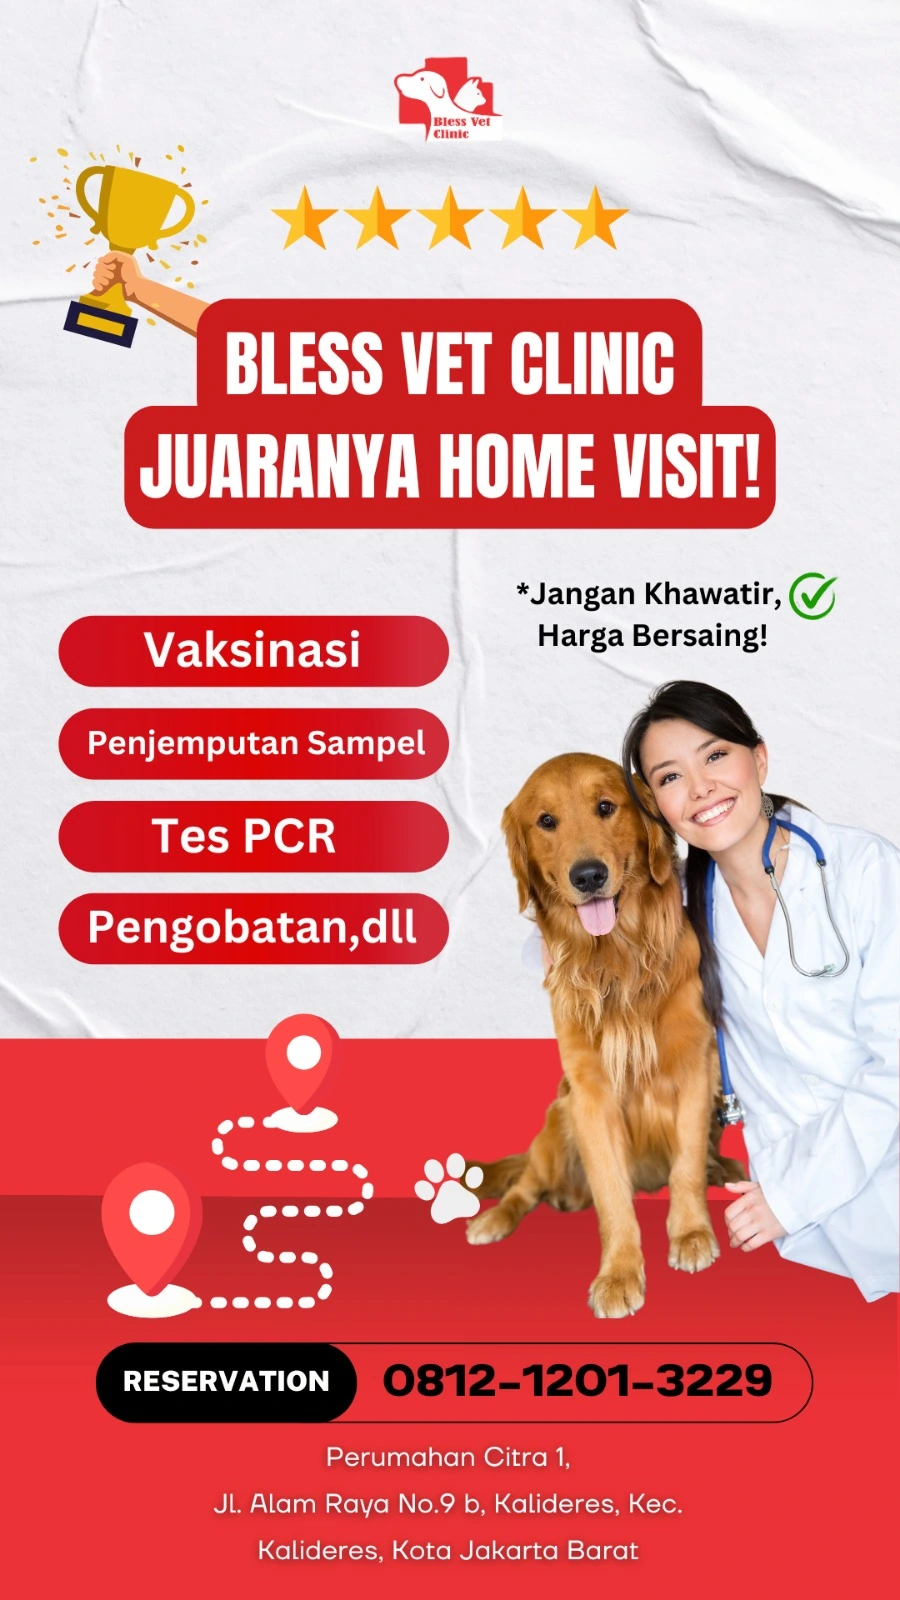 Bless Vet
Clinic
BLESS VET CLINIC
JUARANYA HOME VISIT!
*Jangan Khawatir,
Harga Bersaing!
Vaksinasi
Penjemputan Sampel
Tes PCR
Pengobatan,dll
RESERVATION 0812-1201-3229
Perumahan Citra 1,
Jl. Alam Raya No.9 b, Kalideres, Kec.
Kalideres, Kota Jakarta Barat